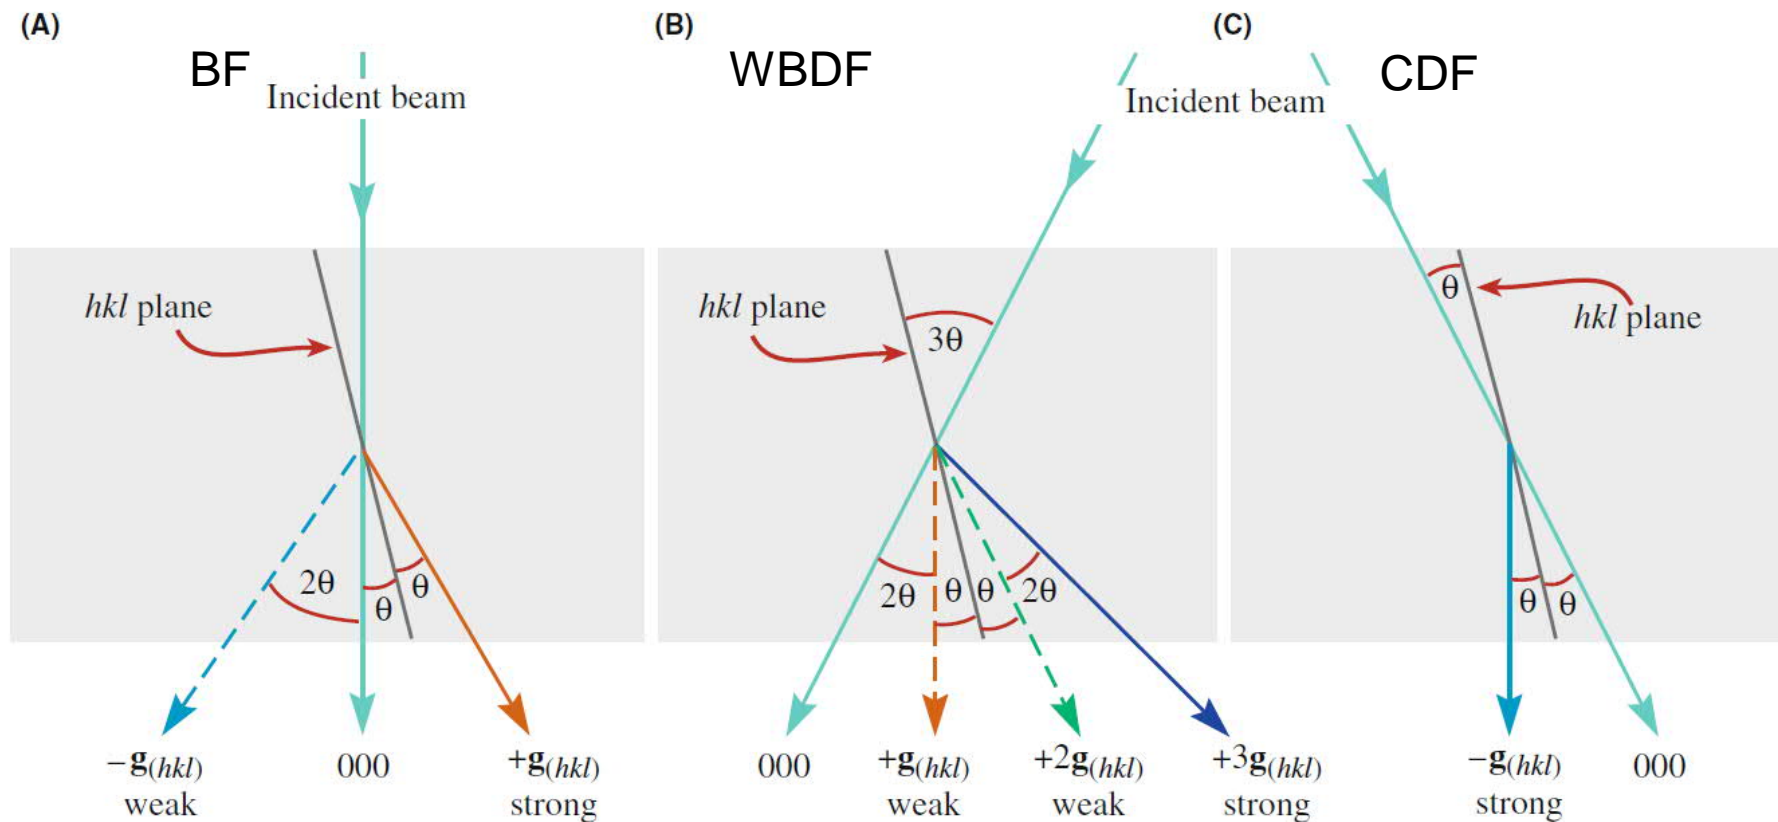 (A)
BF
Incident beam
hkl plane
2θ
θ
θ
−g(hkl)
weak
000
+g(hkl)
strong
(B)
WBDF
Incident beam
hkl plane
3θ
2θ
θ
θ
2θ
000
+g(hkl)
weak
+2g(hkl)
weak
+3g(hkl)
strong
(C)
CDF
θ
hkl plane
θ
θ
−g(hkl)
strong
000